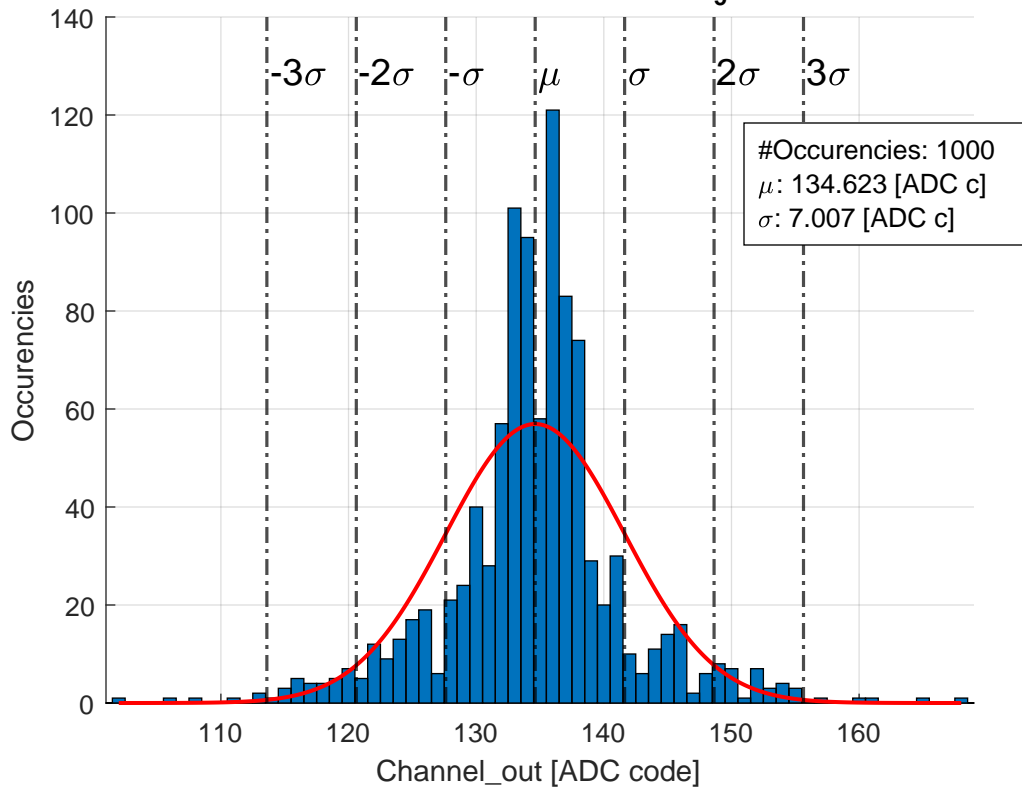 140
120
100
80
60
40
20
0
Occurencies
-3σ -2σ -σ μ σ 2σ 3σ
#Occurencies: 1000
μ: 134.623 [ADC c]
σ: 7.007 [ADC c]
110 120 130 140 150 160
Channel_out [ADC code]